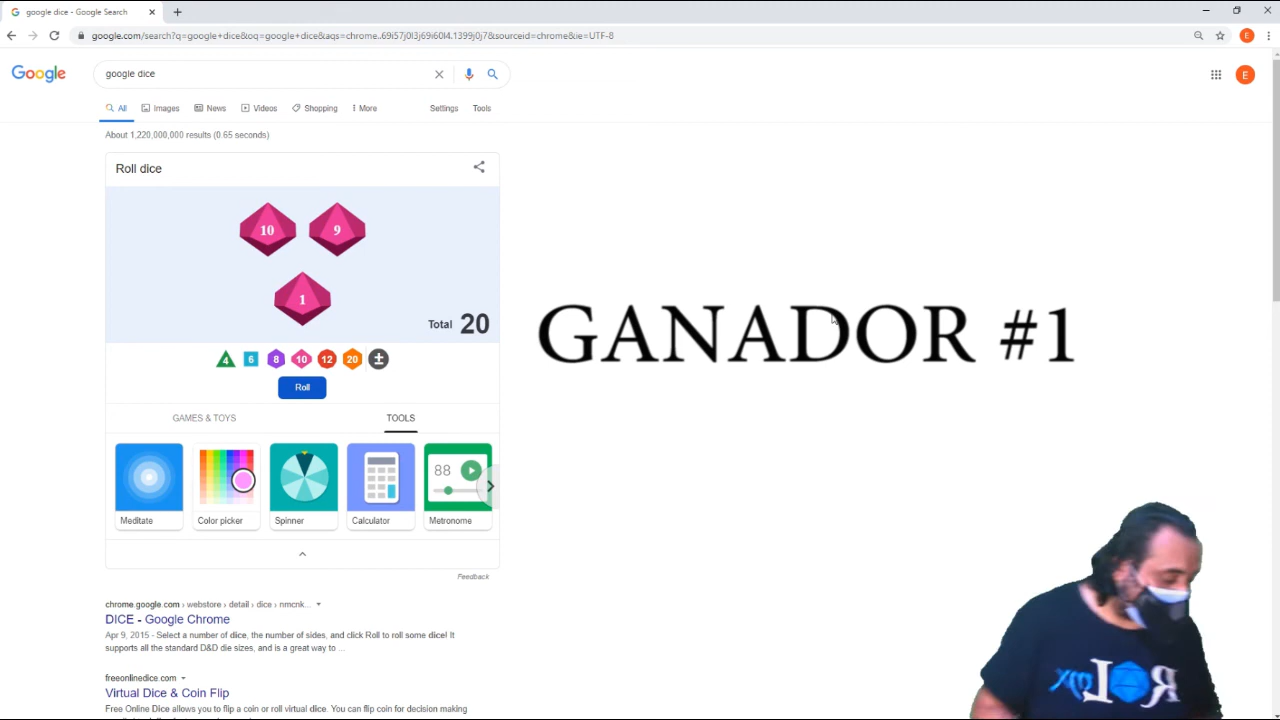 google dice - Google Search
google.com/search?q=google+dice&oq=google+dice&aqs=chrome..69i57j0l3j69i60l4.1399j0j7&sourceid=chrome&ie=UTF-8
E
Google
google dice
E
All Images News Videos Shopping More Settings Tools
About 1,220,000,000 results (0.65 seconds)
Roll dice
10 9
1
Total 20
4 6 8 10 12 20 ±
Roll
GANADOR #1
GAMES & TOYS TOOLS
88
Meditate Color picker Spinner Calculator Metronome
Feedback
chrome.google.com › webstore › detail › dice › nmcnk...
DICE - Google Chrome
Apr 9, 2015 - Select a number of dice, the number of sides, and click Roll to roll some dice! It
supports all the standard D&D die sizes, and is a great way to ...
freeonlinedice.com
Virtual Dice & Coin Flip
Free Online Dice allows you to flip a coin or roll virtual dice. You can flip coin for decision making